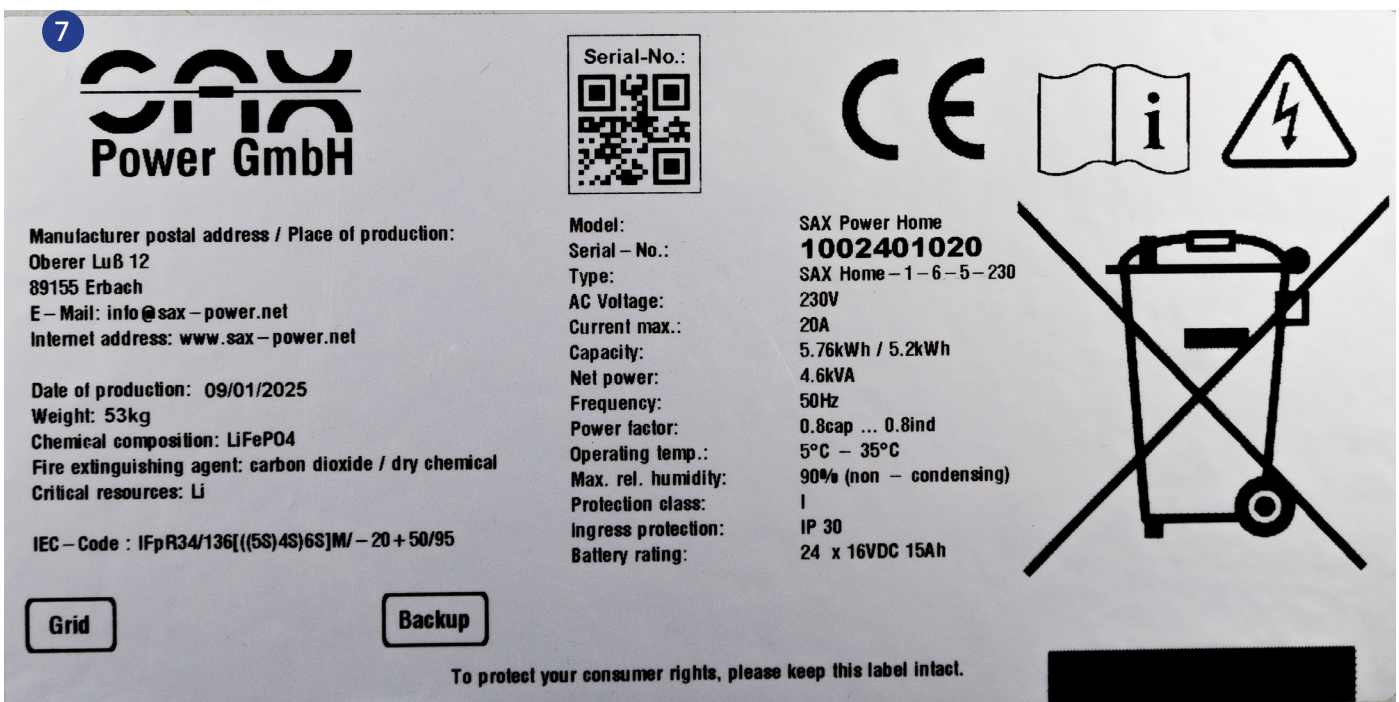 7
SAX
Power GmbH
Manufacturer postal address / Place of production:
Oberer Luß 12
89155 Erbach
E-Mail: info@sax-power.net
Internet address: www.sax-power.net
Date of production: 09/01/2025
Weight: 53kg
Chemical composition: LiFePO4
Fire extinguishing agent: carbon dioxide / dry chemical
Critical resources: Li
IEC-Code : IFpR34/136[((5S)4S)6S]M/-20+50/95
Grid
Backup
Serial-No.:
CE
i
Model: SAX Power Home
Serial-No.: 1002401020
Type: SAX Home-1-6-5-230
AC Voltage: 230V
Current max.: 20A
Capacity: 5.76kWh / 5.2kWh
Net power: 4.6kVA
Frequency: 50Hz
Power factor: 0.8cap ... 0.8ind
Operating temp.: 5°C - 35°C
Max. rel. humidity: 90% (non - condensing)
Protection class: I
Ingress protection: IP 30
Battery rating: 24 x 16VDC 15Ah
To protect your consumer rights, please keep this label intact.